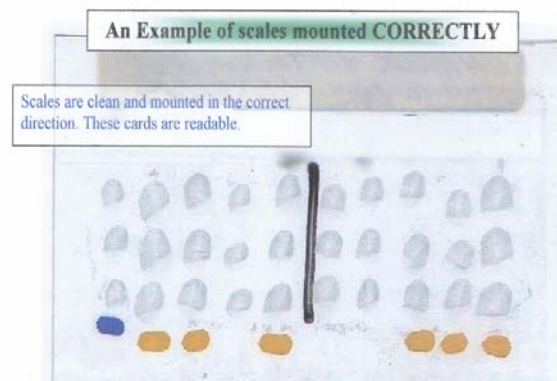 An Example of scales mounted CORRECTLY
Scales are clean and mounted in the correct
direction. These cards are readable.